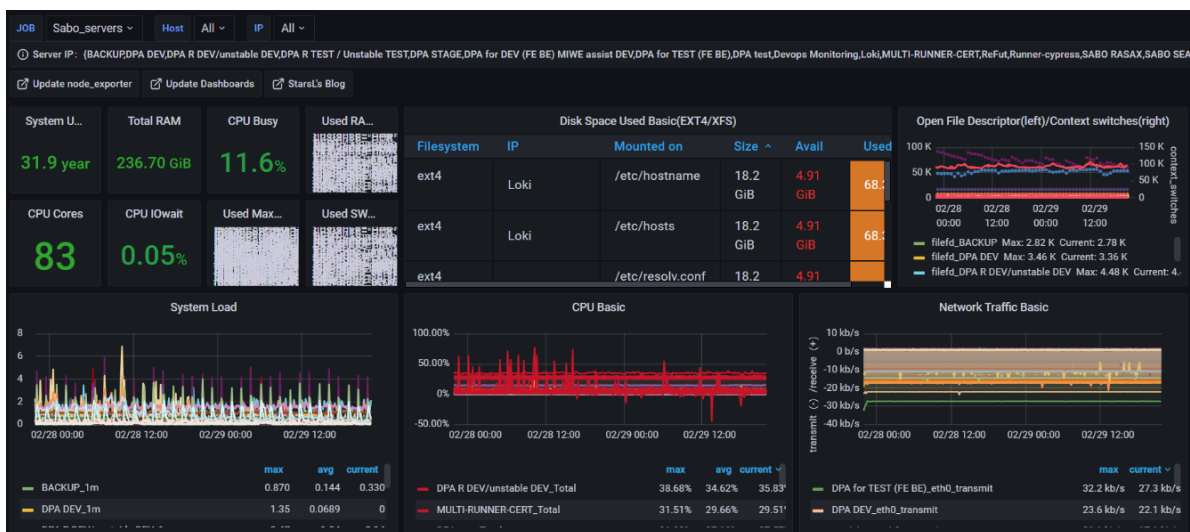 JOB Sabo_servers Host All IP All
Server IP: {BACKUP,DPA DEV,DPA R DEV/unstable DEV,DPA R TEST / Unstable TEST,DPA STAGE,DPA for DEV (FE BE) MIWE assist DEV,DPA for TEST (FE BE),DPA test,Devops Monitoring,Loki,MULTI-RUNNER-CERT,ReFut,Runner-cypress,SABO RASAX,SABO SEA
Update node_exporter Update Dashboards StarsL's Blog
System U...
31.9 year
Total RAM
236.70 GiB
CPU Busy
11.6%
Used RA...
CPU Cores
83
CPU IOwait
0.05%
Used Max...
Used SW...
Disk Space Used Basic(EXT4/XFS)
Filesystem IP Mounted on Size Avail Used
ext4 Loki /etc/hostname 18.2 GiB 4.91 GiB 68.3
ext4 Loki /etc/hosts 18.2 GiB 4.91 GiB 68.3
ext4 /etc/resolv.conf 18.2 4.91
Open File Descriptor(left)/Context switches(right)
100 K
50 K
0
150 K
100 K
50 K
0
context_switches
02/28 00:00
02/28 12:00
02/29 00:00
02/29 12:00
filefd_BACKUP Max: 2.82 K Current: 2.78 K
filefd_DPA DEV Max: 3.46 K Current: 3.36 K
filefd_DPA R DEV/unstable DEV Max: 4.48 K Current: 4.
System Load
8
6
4
2
0
02/28 00:00 02/28 12:00 02/29 00:00 02/29 12:00
max avg current
BACKUP_1m 0.870 0.144 0.330
DPA DEV_1m 1.35 0.0689 0
CPU Basic
100.00%
50.00%
0%
-50.00%
02/28 00:00 02/28 12:00 02/29 00:00 02/29 12:00
max avg current
DPA R DEV/unstable DEV_Total 38.68% 34.62% 35.83%
MULTI-RUNNER-CERT_Total 31.51% 29.66% 29.51%
Network Traffic Basic
transmit (-) /receive (+)
10 kb/s
0 b/s
-10 kb/s
-20 kb/s
-30 kb/s
-40 kb/s
02/28 00:00 02/28 12:00 02/29 00:00 02/29 12:00
max current
DPA for TEST (FE BE)_eth0_transmit 32.2 kb/s 27.3 kb/s
DPA DEV_eth0_transmit 23.6 kb/s 22.1 kb/s